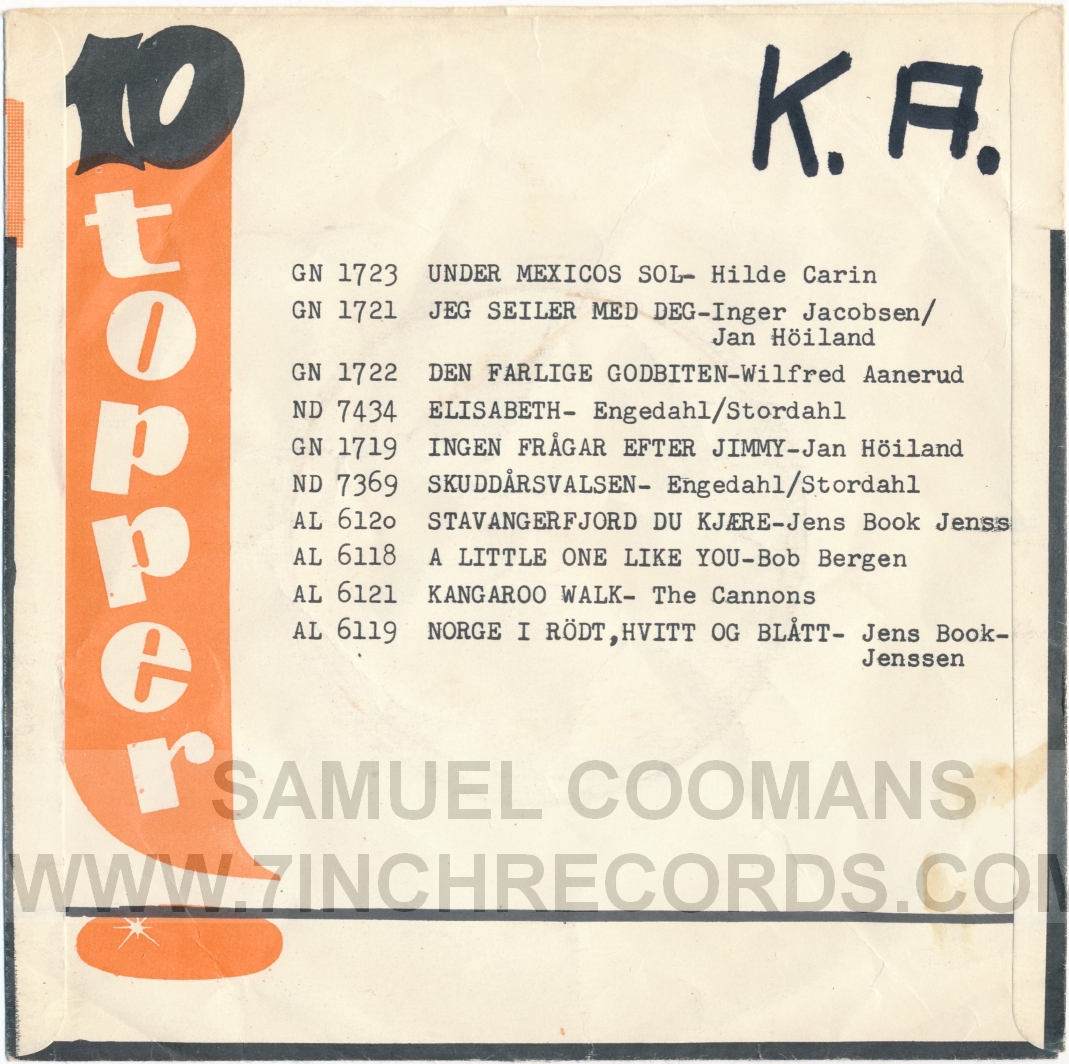 10
topper
K. A.
GN 1723 UNDER MEXICOS SOL- Hilde Carin
GN 1721 JEG SEILER MED DEG-Inger Jacobsen/
Jan Höiland
GN 1722 DEN FARLIGE GODBITEN-Wilfred Aanerud
ND 7434 ELISABETH- Engedahl/Stordahl
GN 1719 INGEN FRÅGAR EFTER JIMMY-Jan Höiland
ND 7369 SKUDDÅRSVALSEN- Engedahl/Stordahl
AL 612o STAVANGERFJORD DU KJÆRE-Jens Book Jenss
AL 6118 A LITTLE ONE LIKE YOU-Bob Bergen
AL 6121 KANGAROO WALK- The Cannons
AL 6119 NORGE I RÖDT,HVITT OG BLÅTT- Jens Book-
Jenssen
SAMUEL COOMANS
WWW.7INCHRECORDS.COM